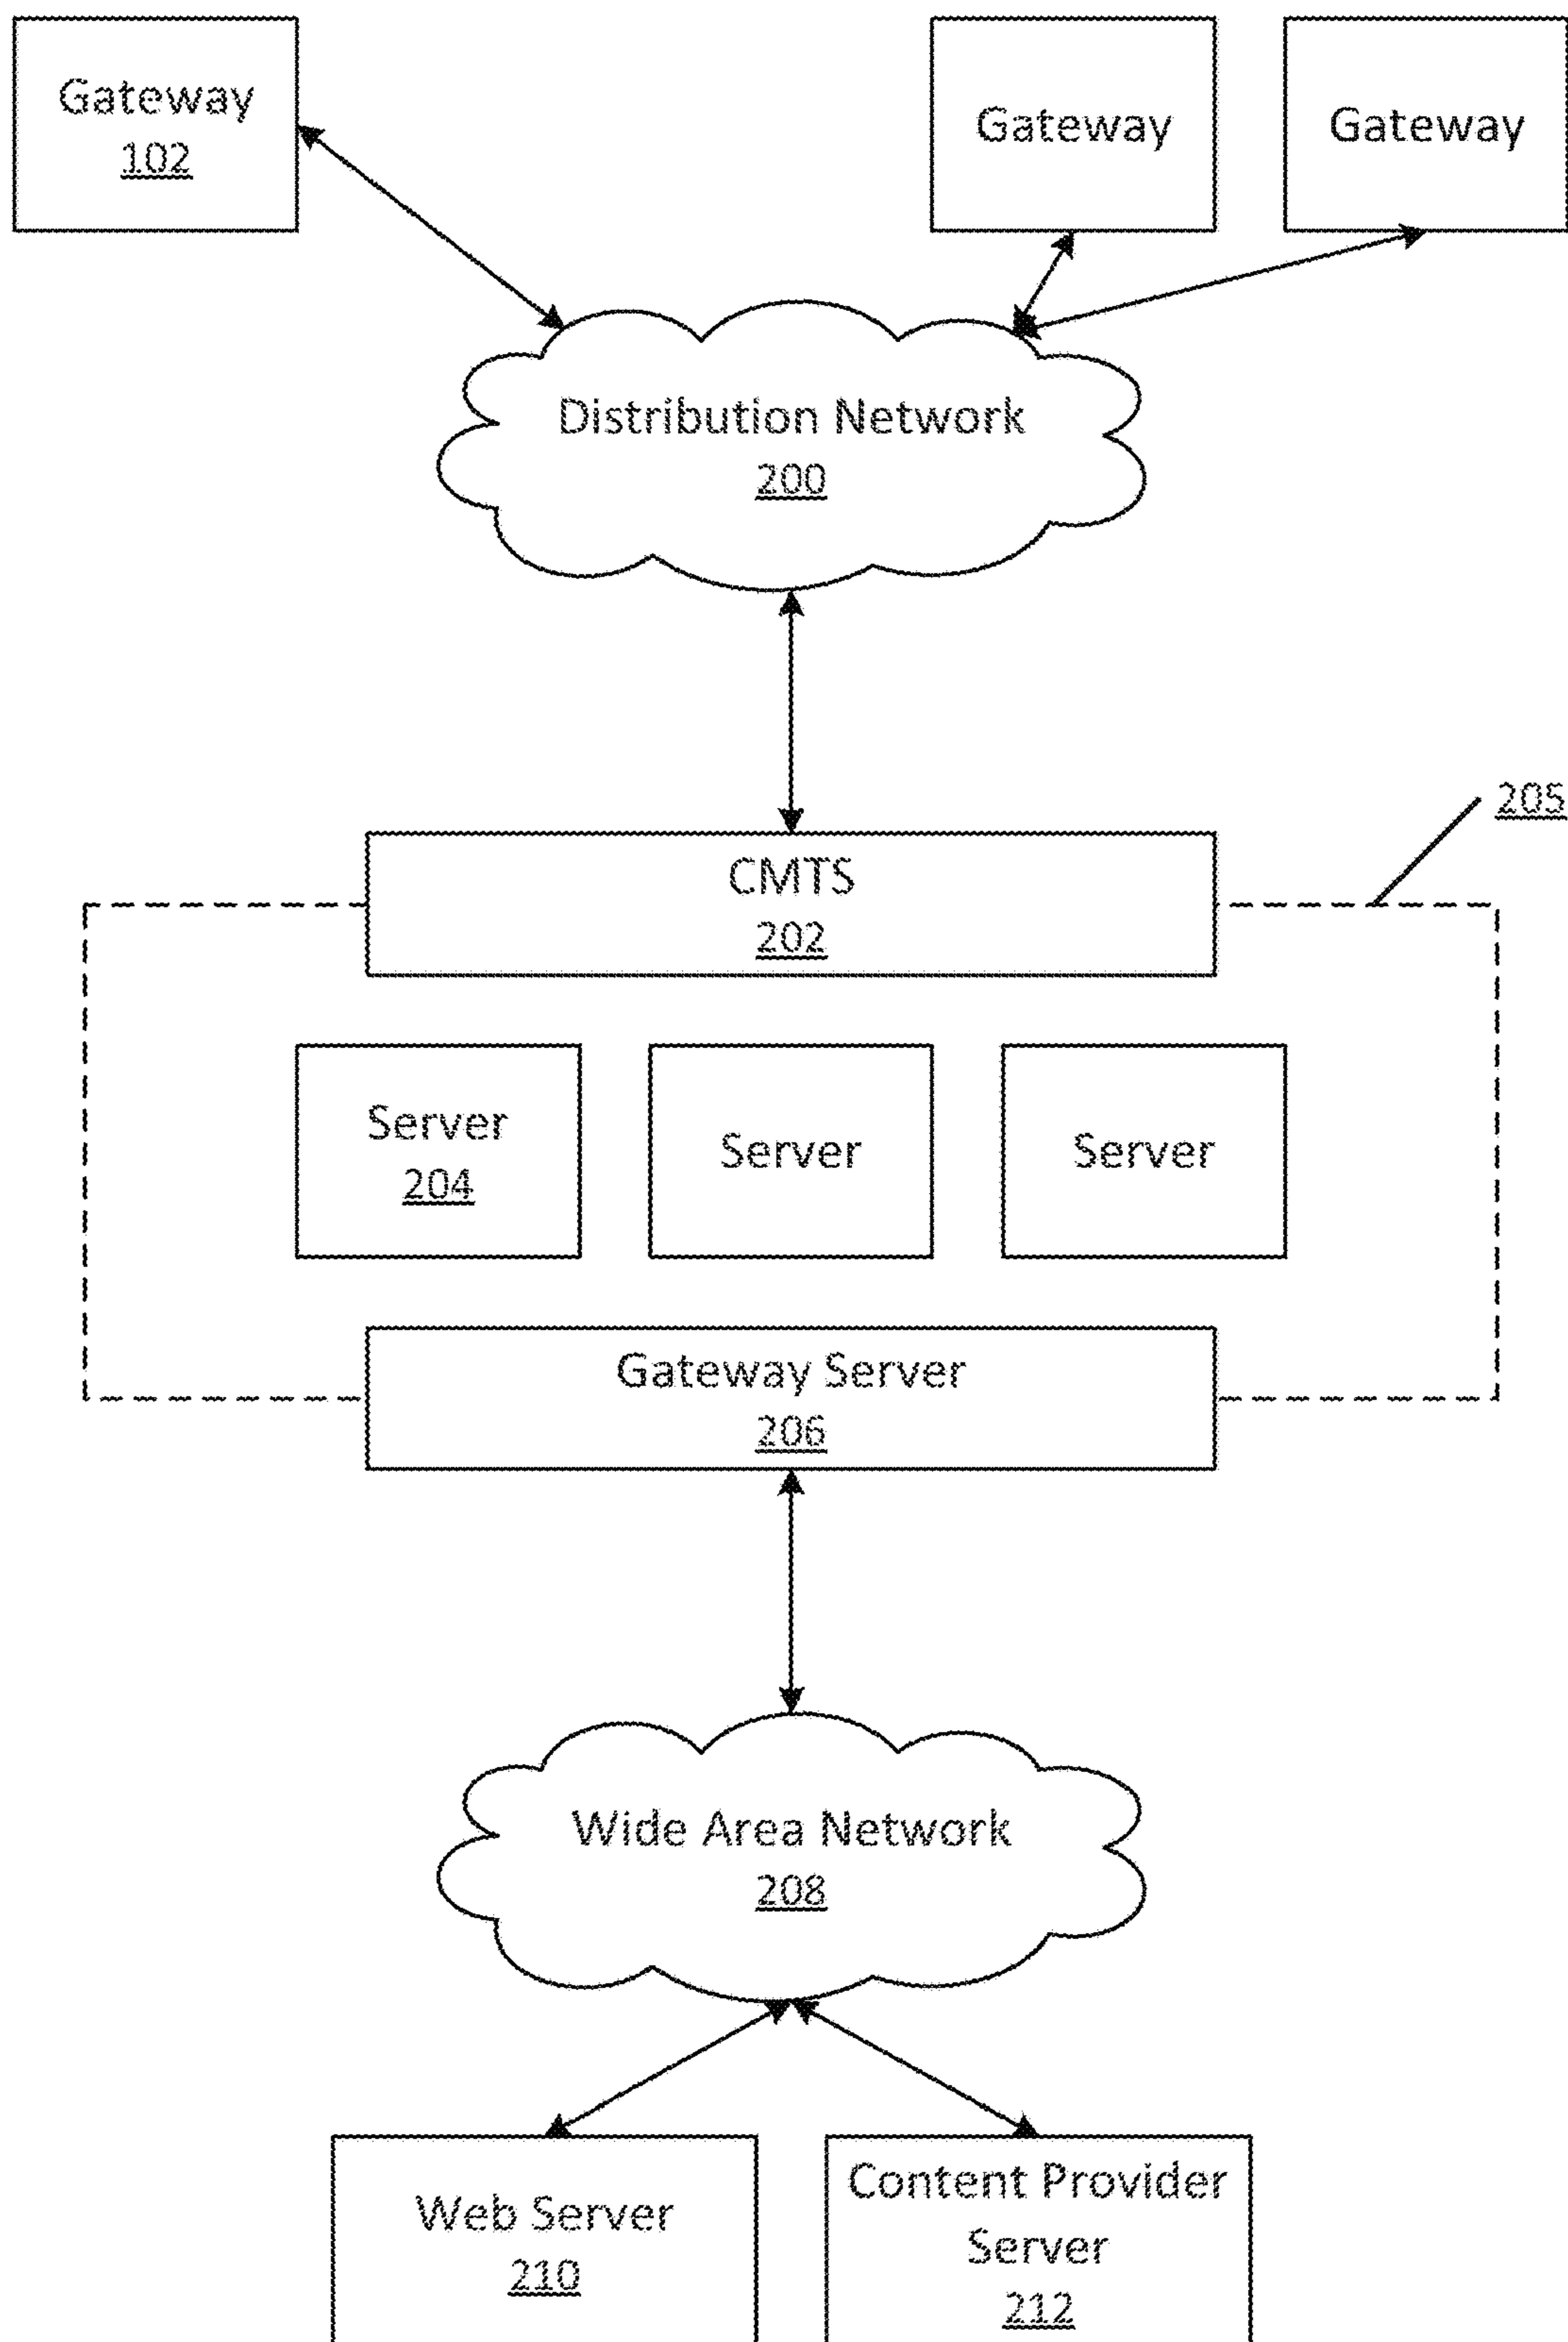 Gateway
102
Gateway
Gateway
Distribution Network
200
205
CMTS
202
Server
204
Server
Server
Gateway Server
206
Wide Area Network
208
Web Server
210
Content Provider
Server
212